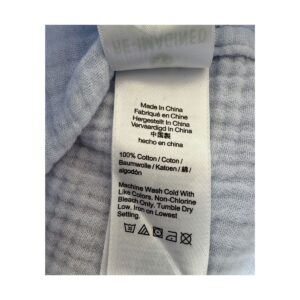 RE-IMAGINED
Made In China
Fabriqué en Chine
Hergestellt In China
Vervaardigd In China
中国製
hecho en china
100% Cotton / Coton /
Baumwolle / Katoen / 綿 /
algodón
Machine Wash Cold With
Like Colors. Non-Chlorine
Bleach Only. Tumble Dry
Low. Iron on Lowest
Setting.